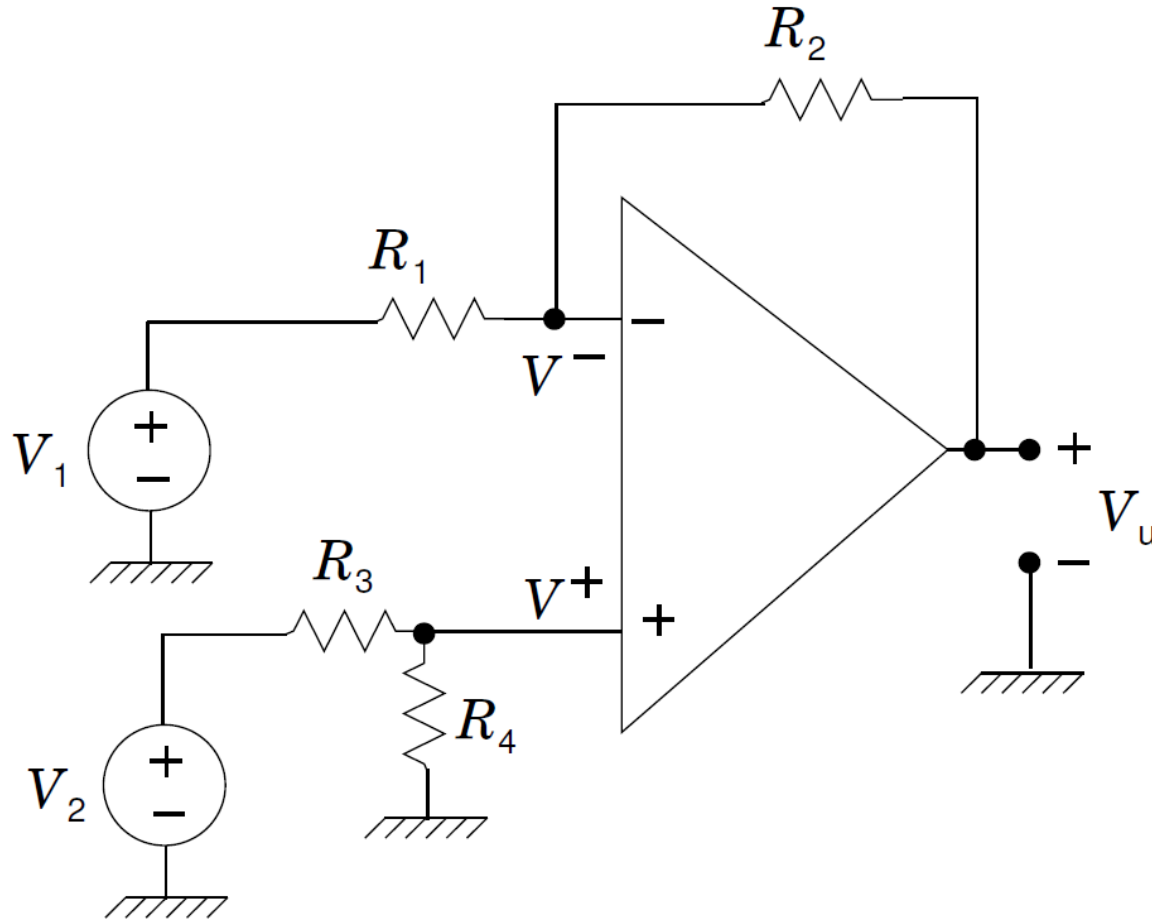 R₂
R₁
−
V⁻
+
−
V₁
+
−
Vᵤ
R₃
V⁺
+
R₄
+
−
V₂